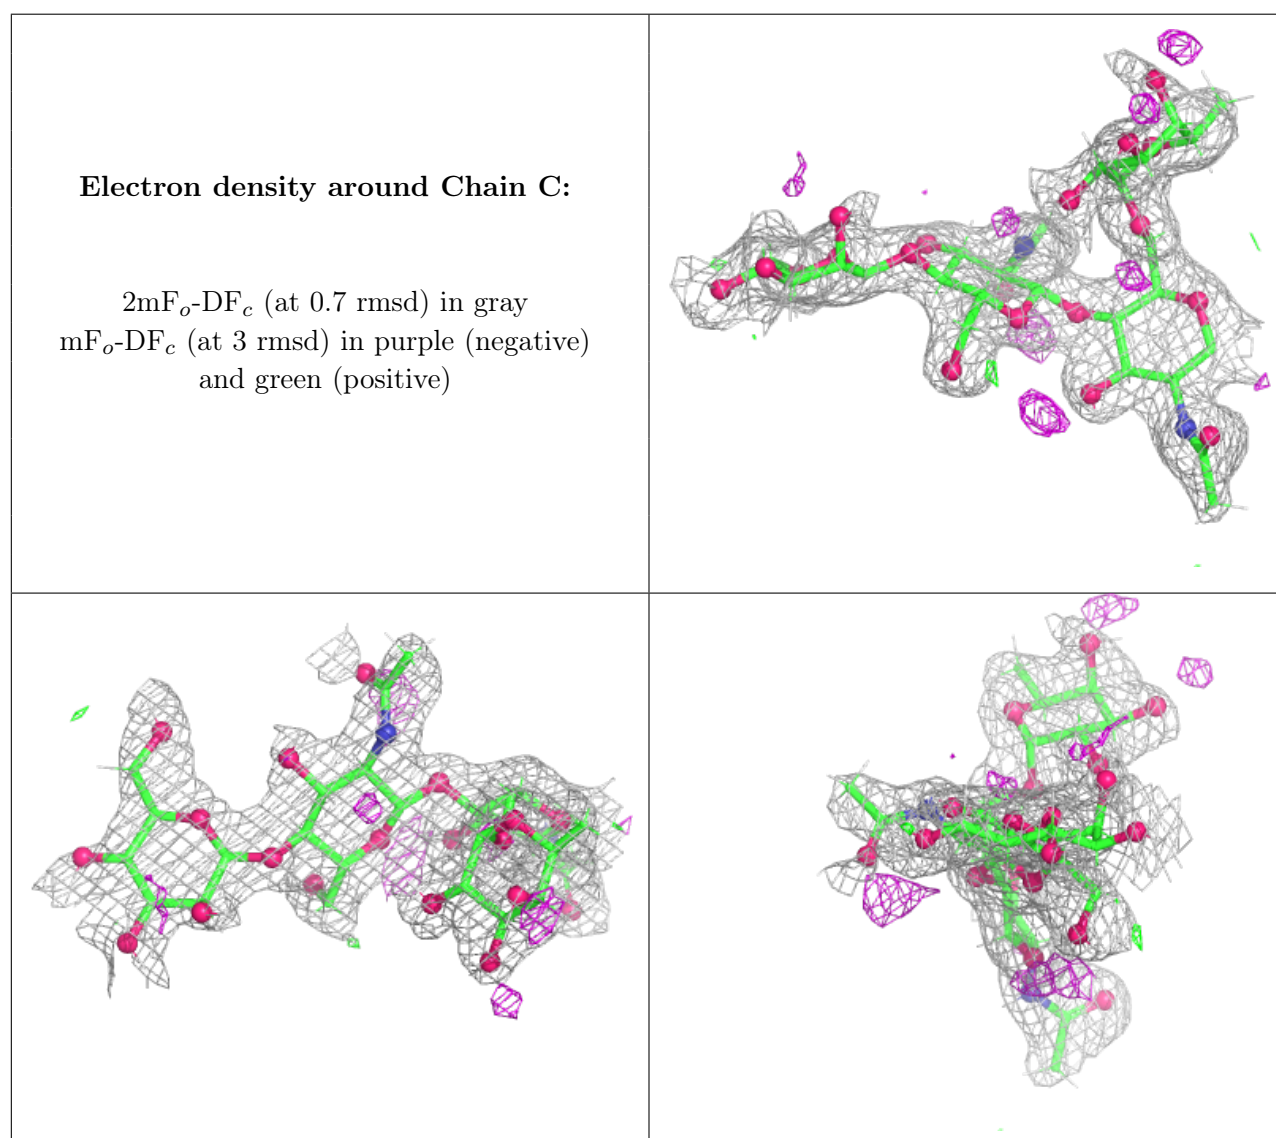 Electron density around Chain C:
2mFₒ-DF𝒸 (at 0.7 rmsd) in gray
mFₒ-DF𝒸 (at 3 rmsd) in purple (negative)
and green (positive)